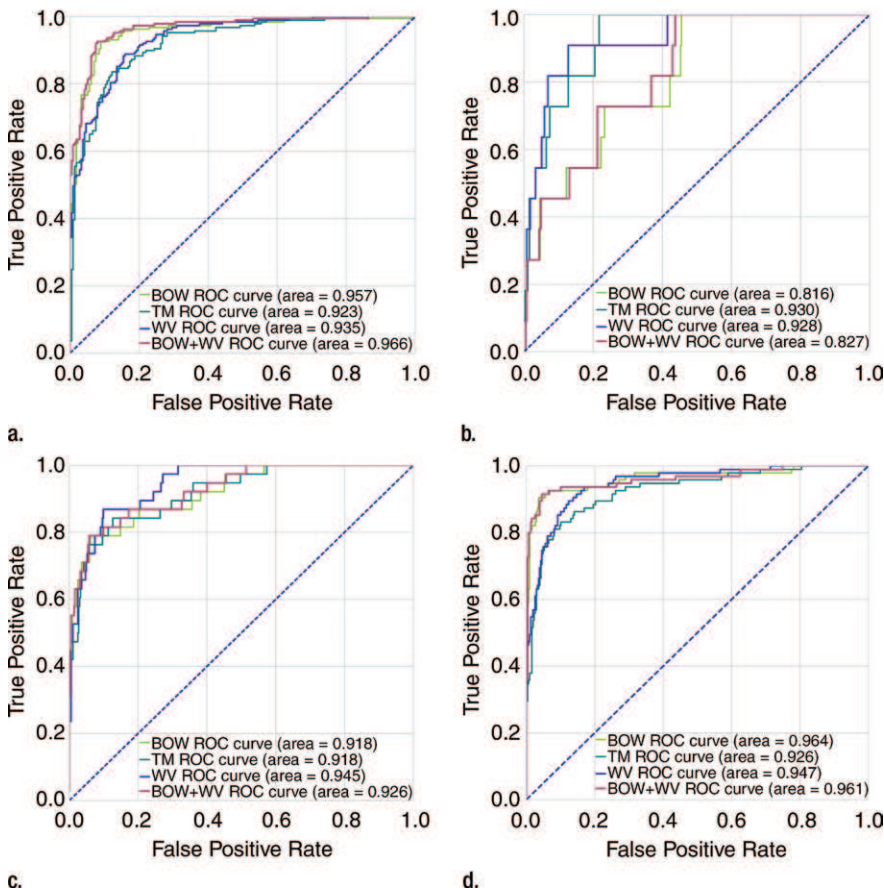 1.0
0.8
0.6
0.4
0.2
0.0
True Positive Rate
BOW ROC curve (area = 0.957)
TM ROC curve (area = 0.923)
WV ROC curve (area = 0.935)
BOW+WV ROC curve (area = 0.966)
0.0 0.2 0.4 0.6 0.8 1.0
False Positive Rate
a.
1.0
0.8
0.6
0.4
0.2
0.0
True Positive Rate
BOW ROC curve (area = 0.816)
TM ROC curve (area = 0.930)
WV ROC curve (area = 0.928)
BOW+WV ROC curve (area = 0.827)
0.0 0.2 0.4 0.6 0.8 1.0
False Positive Rate
b.
1.0
0.8
0.6
0.4
0.2
0.0
True Positive Rate
BOW ROC curve (area = 0.918)
TM ROC curve (area = 0.918)
WV ROC curve (area = 0.945)
BOW+WV ROC curve (area = 0.926)
0.0 0.2 0.4 0.6 0.8 1.0
False Positive Rate
c.
1.0
0.8
0.6
0.4
0.2
0.0
True Positive Rate
BOW ROC curve (area = 0.964)
TM ROC curve (area = 0.926)
WV ROC curve (area = 0.947)
BOW+WV ROC curve (area = 0.961)
0.0 0.2 0.4 0.6 0.8 1.0
False Positive Rate
d.